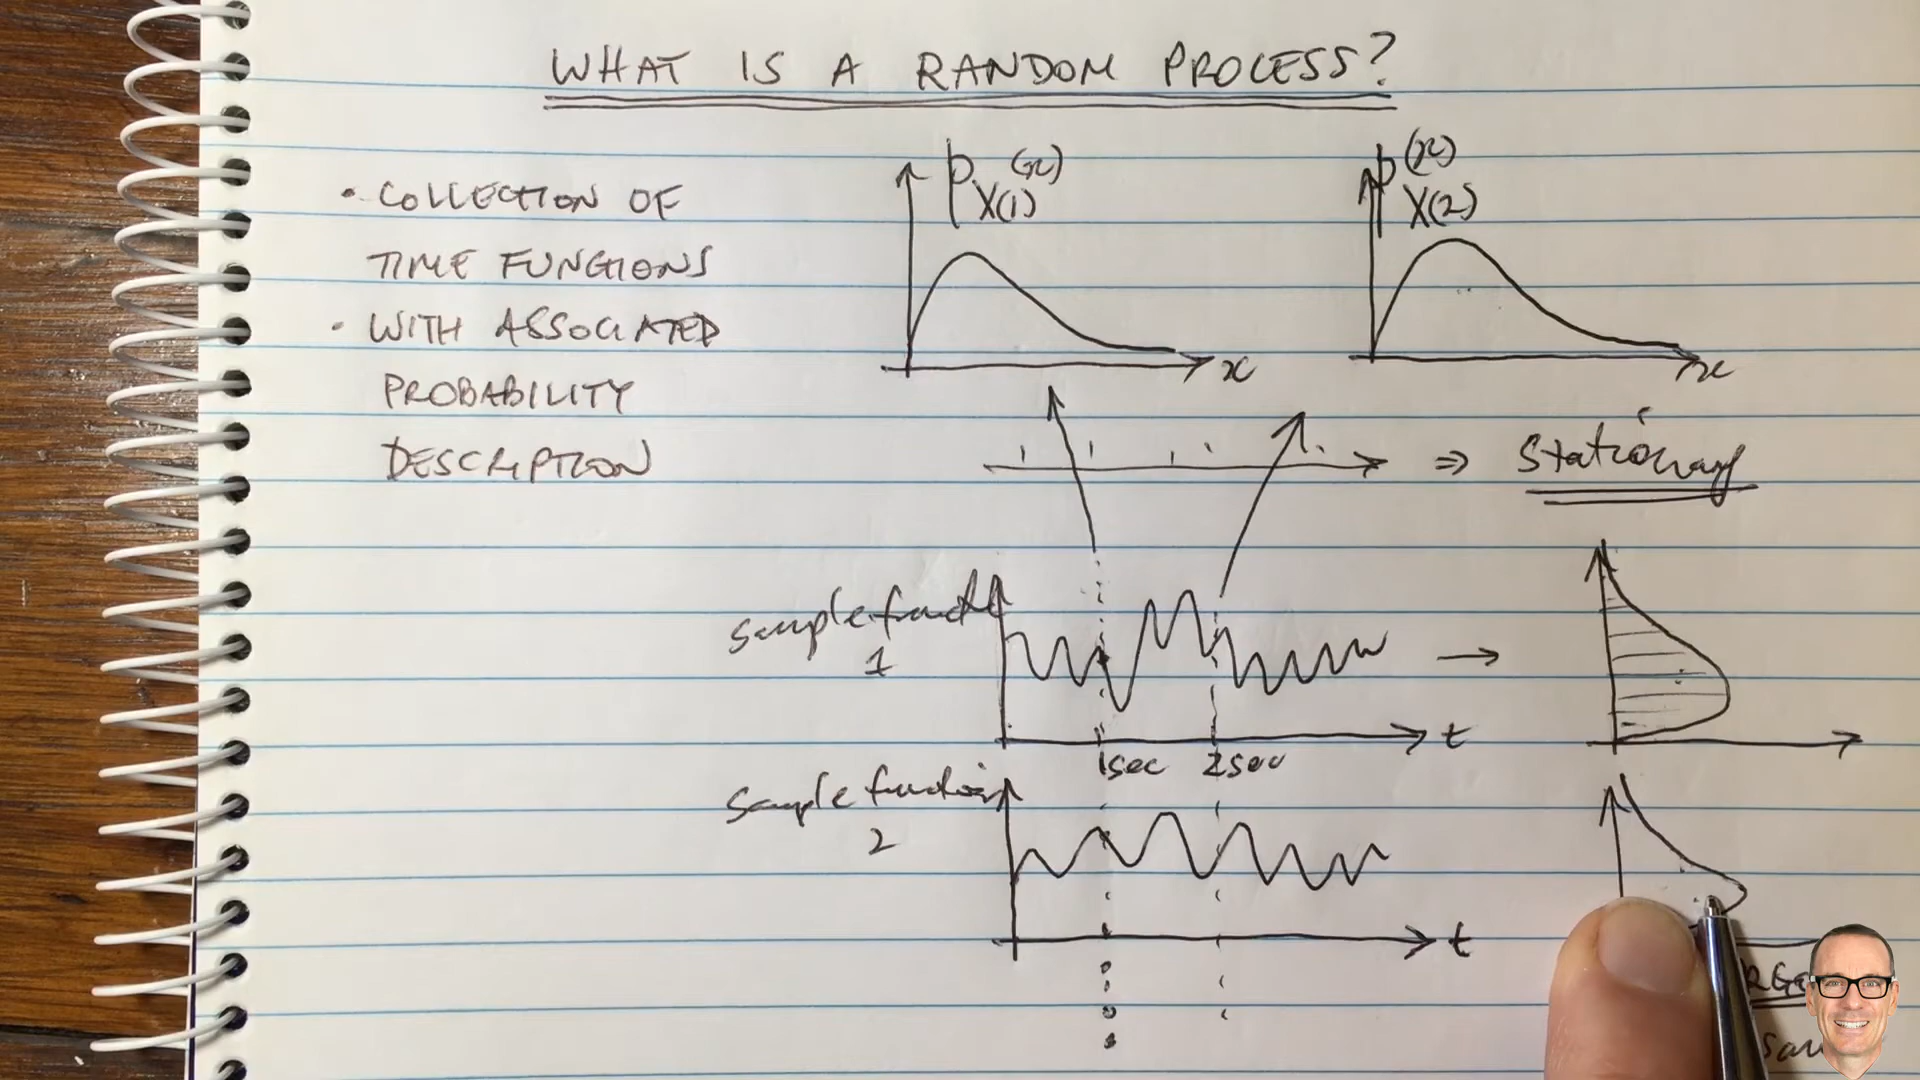 WHAT IS A RANDOM PROCESS?
• COLLECTION OF
TIME FUNCTIONS
• WITH ASSOCIATED
PROBABILITY
DESCRIPTION
p (x)
X(1)
x
p (x)
X(2)
x
⇒ Stationary
sample
1
t
1sec 2sec
sample function
2
t